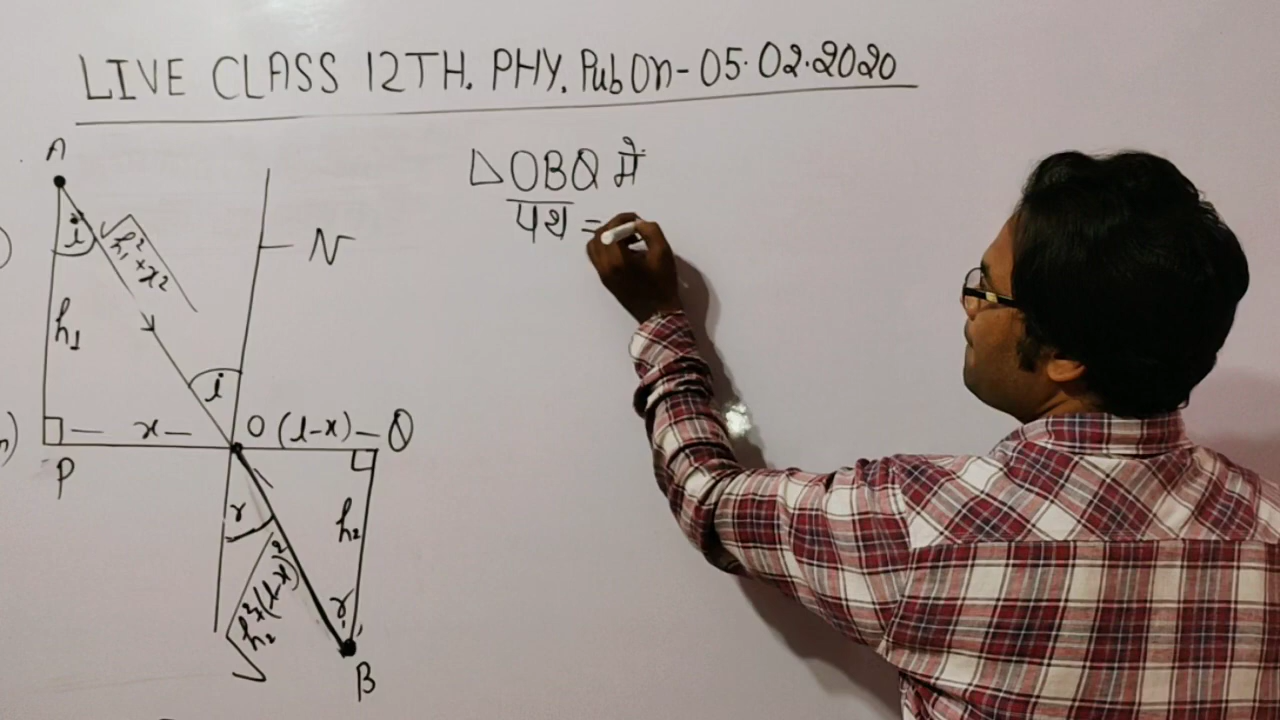 LIVE CLASS 12TH. PHY. Pub On - 05.02.2020
A
i
√h₁²+x²
h₁
N
i
P
x
O
(l-x)
Q
r
h₂
√h₂²+(l-x)²
r
B
△OBQ में
पथ =